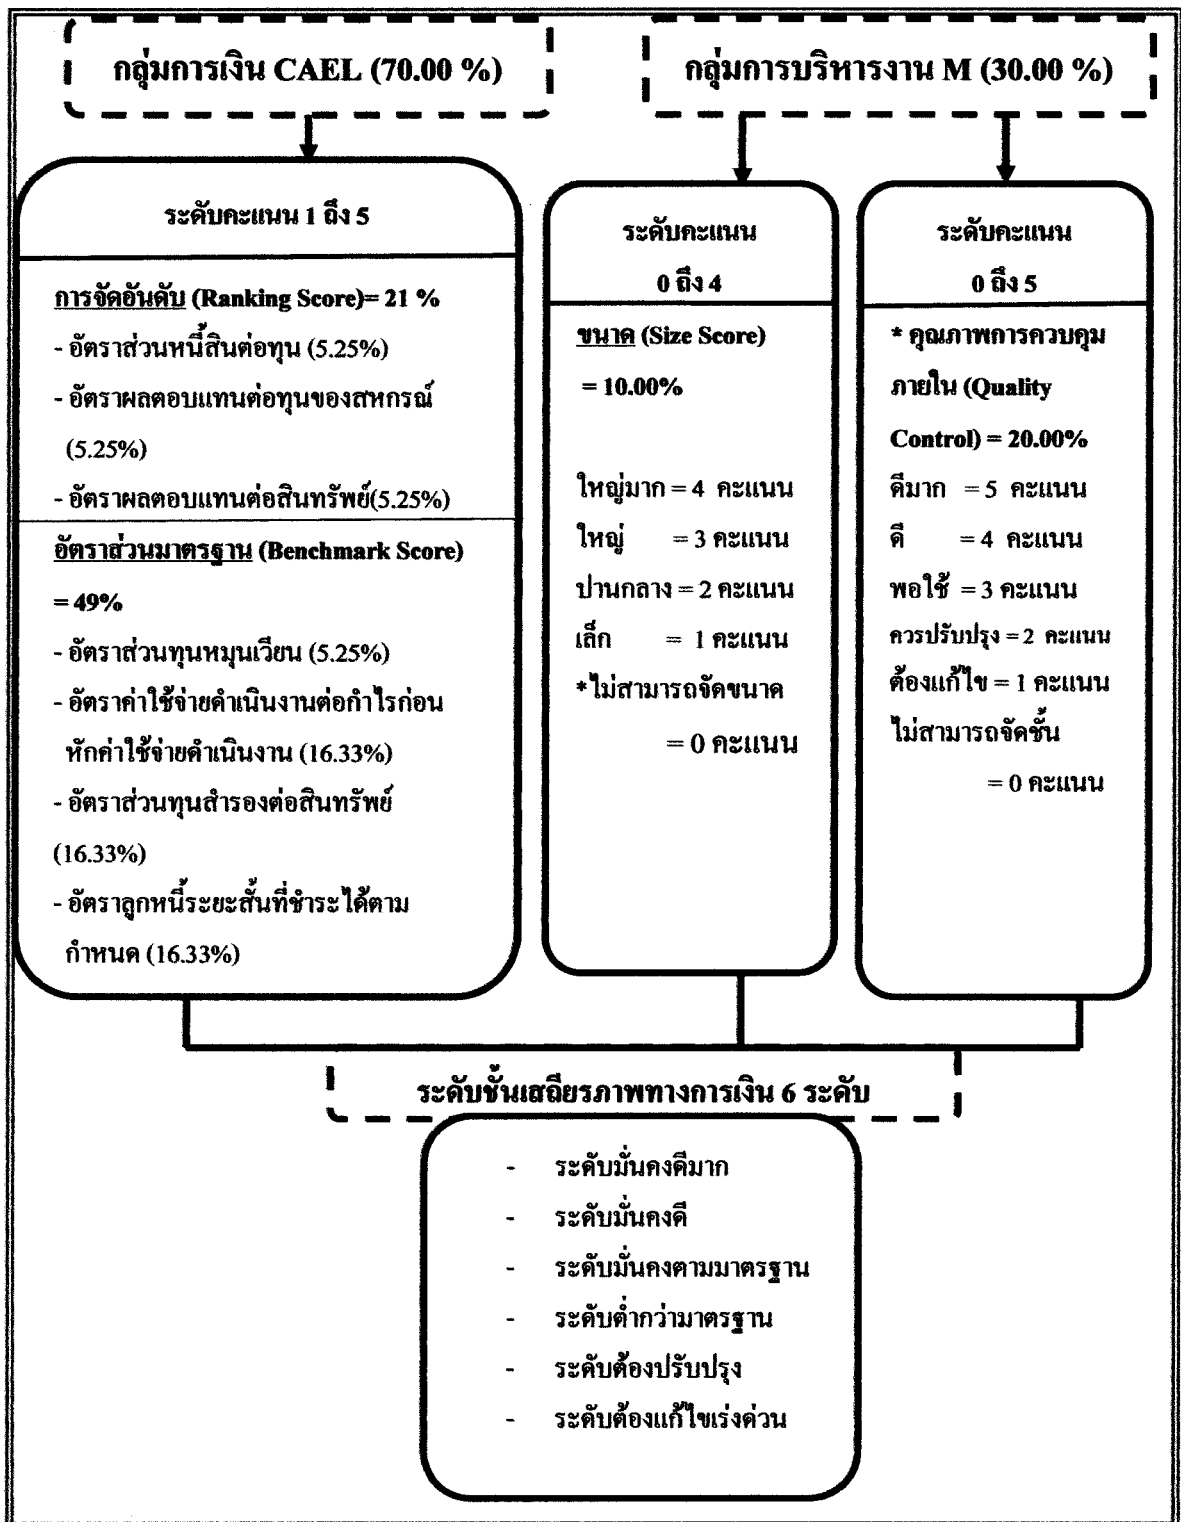 กลุ่มการเงิน CAEL (70.00 %)
กลุ่มการบริหารงาน M (30.00 %)
ระดับคะแนน 1 ถึง 5
การจัดอันดับ (Ranking Score)= 21 %
- อัตราส่วนหนี้สินต่อทุน (5.25%)
- อัตราผลตอบแทนต่อทุนของสหกรณ์
(5.25%)
- อัตราผลตอบแทนต่อสินทรัพย์(5.25%)
อัตราส่วนมาตรฐาน (Benchmark Score)
= 49%
- อัตราส่วนทุนหมุนเวียน (5.25%)
- อัตราค่าใช้จ่ายดำเนินงานต่อกำไรก่อน
หักค่าใช้จ่ายดำเนินงาน (16.33%)
- อัตราส่วนทุนสำรองต่อสินทรัพย์
(16.33%)
- อัตราลูกหนี้ระยะสั้นที่ชำระได้ตาม
กำหนด (16.33%)
ระดับคะแนน
0 ถึง 4
ขนาด (Size Score)
= 10.00%
ใหญ่มาก = 4 คะแนน
ใหญ่ = 3 คะแนน
ปานกลาง = 2 คะแนน
เล็ก = 1 คะแนน
*ไม่สามารถจัดขนาด
= 0 คะแนน
ระดับคะแนน
0 ถึง 5
* คุณภาพการควบคุม
ภายใน (Quality
Control) = 20.00%
ดีมาก = 5 คะแนน
ดี = 4 คะแนน
พอใช้ = 3 คะแนน
ควรปรับปรุง = 2 คะแนน
ต้องแก้ไข = 1 คะแนน
ไม่สามารถจัดชั้น
= 0 คะแนน
ระดับชั้นเสถียรภาพทางการเงิน 6 ระดับ
- ระดับมั่นคงดีมาก
- ระดับมั่นคงดี
- ระดับมั่นคงตามมาตรฐาน
- ระดับต่ำกว่ามาตรฐาน
- ระดับต้องปรับปรุง
- ระดับต้องแก้ไขเร่งด่วน